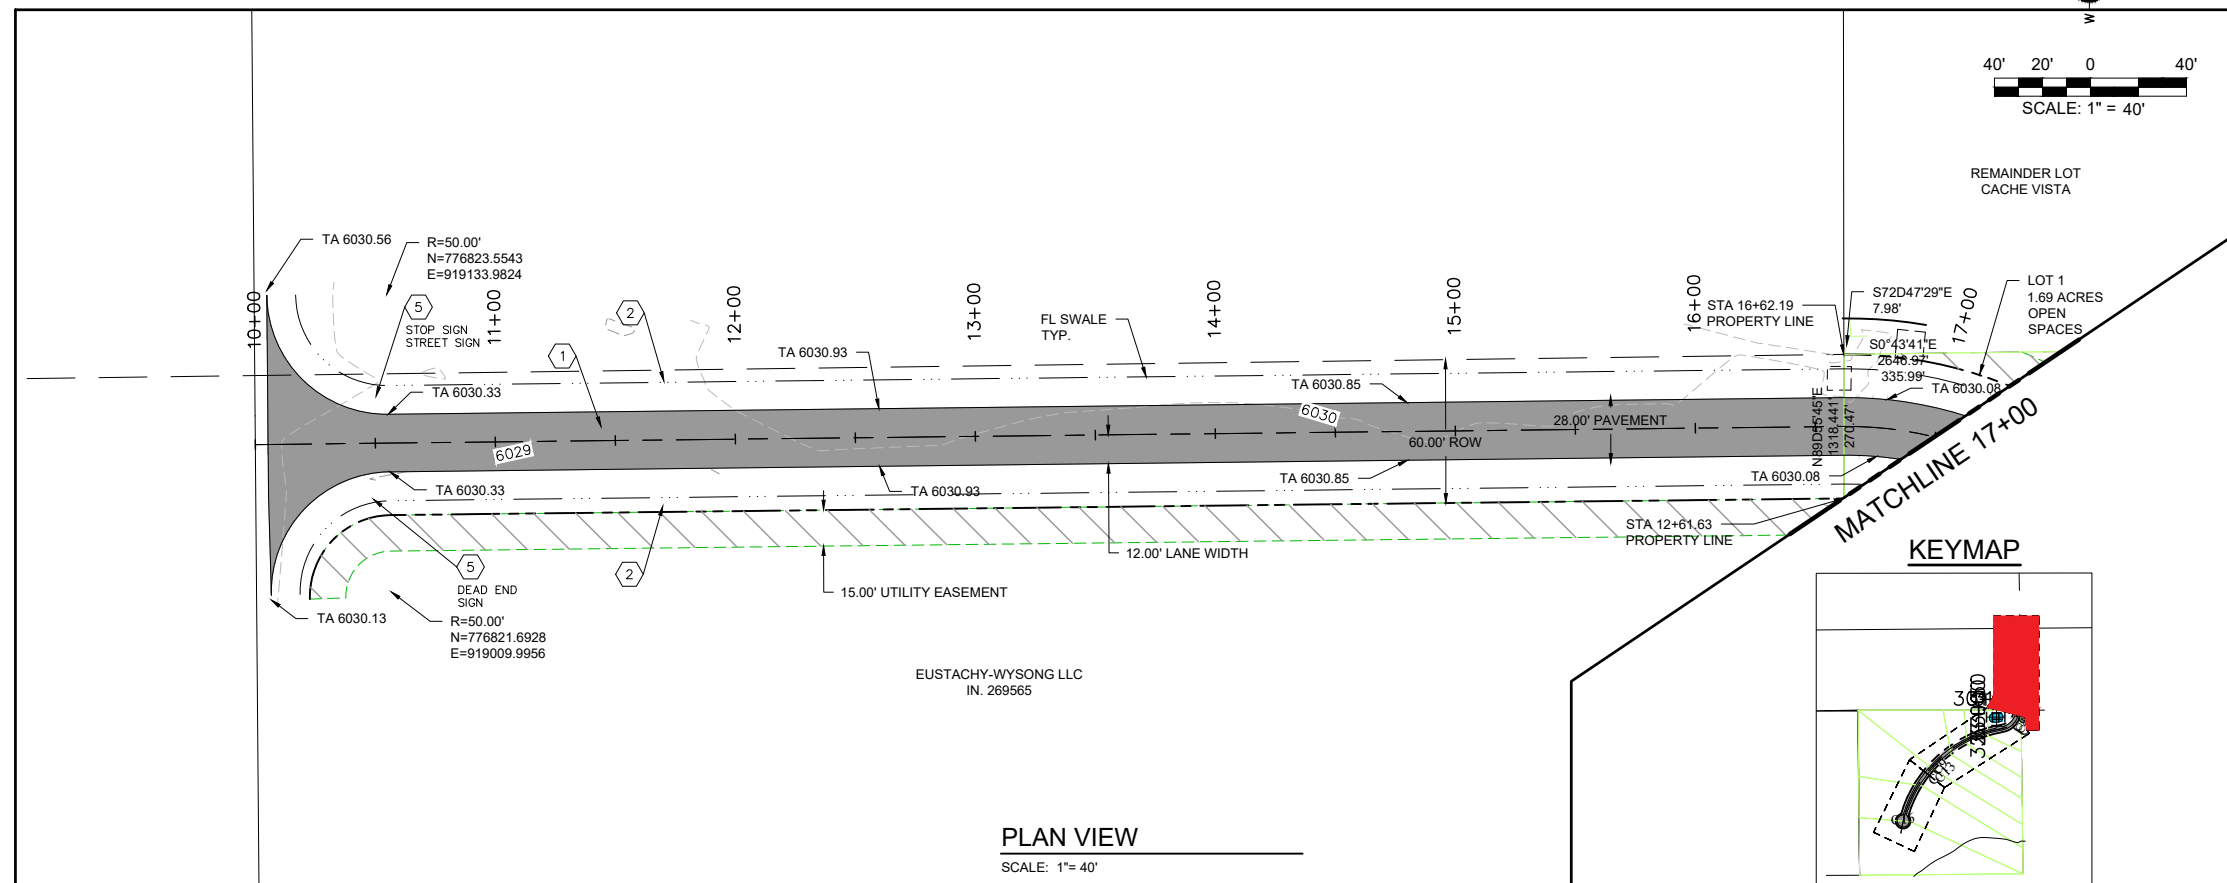 W
40' 20' 0 40'
SCALE: 1" = 40'
REMAINDER LOT
CACHE VISTA
TA 6030.56
R=50.00'
N=776823.5543
E=919133.9824
5
STOP SIGN
STREET SIGN
10+00
11+00
12+00
13+00
14+00
15+00
16+00
17+00
2
1
TA 6030.93
FL SWALE
TYP.
STA 16+62.19
PROPERTY LINE
S72D47'29"E
7.98'
LOT 1
1.69 ACRES
OPEN
SPACES
S0°43'41"E
2646.97'
335.99'
TA 6030.33
TA 6030.85
TA 6030.08
6030
28.00' PAVEMENT
60.00' ROW
6029
N89D55'45"E
1318.441'
270.47'
MATCHLINE 17+00
TA 6030.33
TA 6030.93
TA 6030.85
TA 6030.08
STA 12+61.63
PROPERTY LINE
12.00' LANE WIDTH
5
DEAD END
SIGN
2
15.00' UTILITY EASEMENT
TA 6030.13
R=50.00'
N=776821.6928
E=919009.9956
EUSTACHY-WYSONG LLC
IN. 269565
KEYMAP
PLAN VIEW
SCALE: 1"= 40'